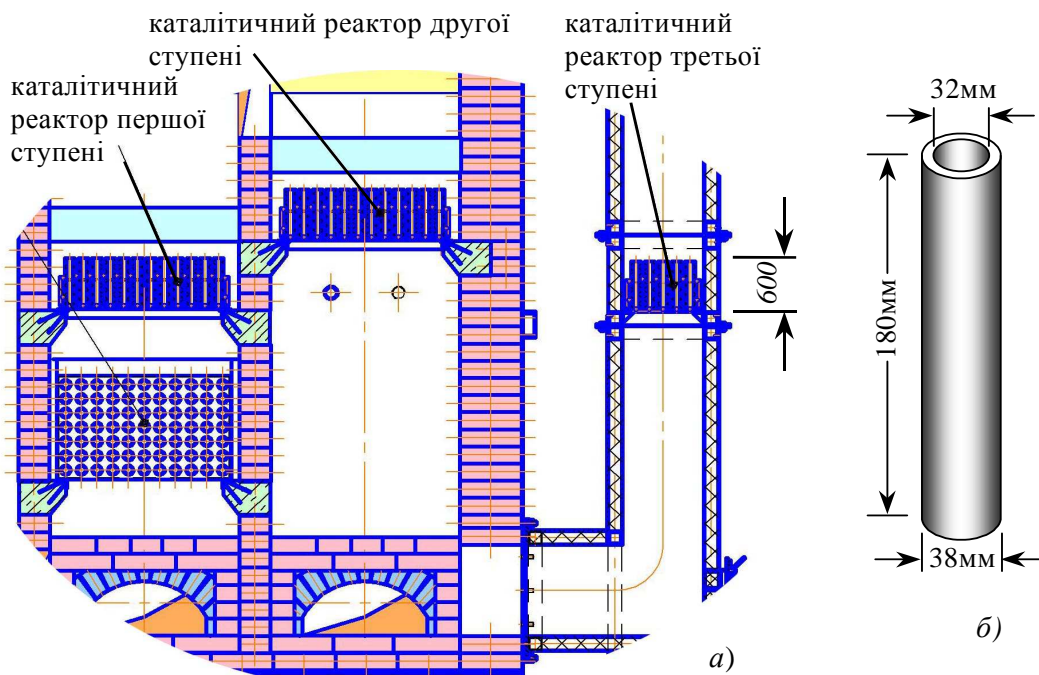 каталітичний реактор другої
ступені
каталітичний
реактор третьої
ступені
каталітичний
реактор першої
ступені
32мм
600
180мм
38мм
а)
б)